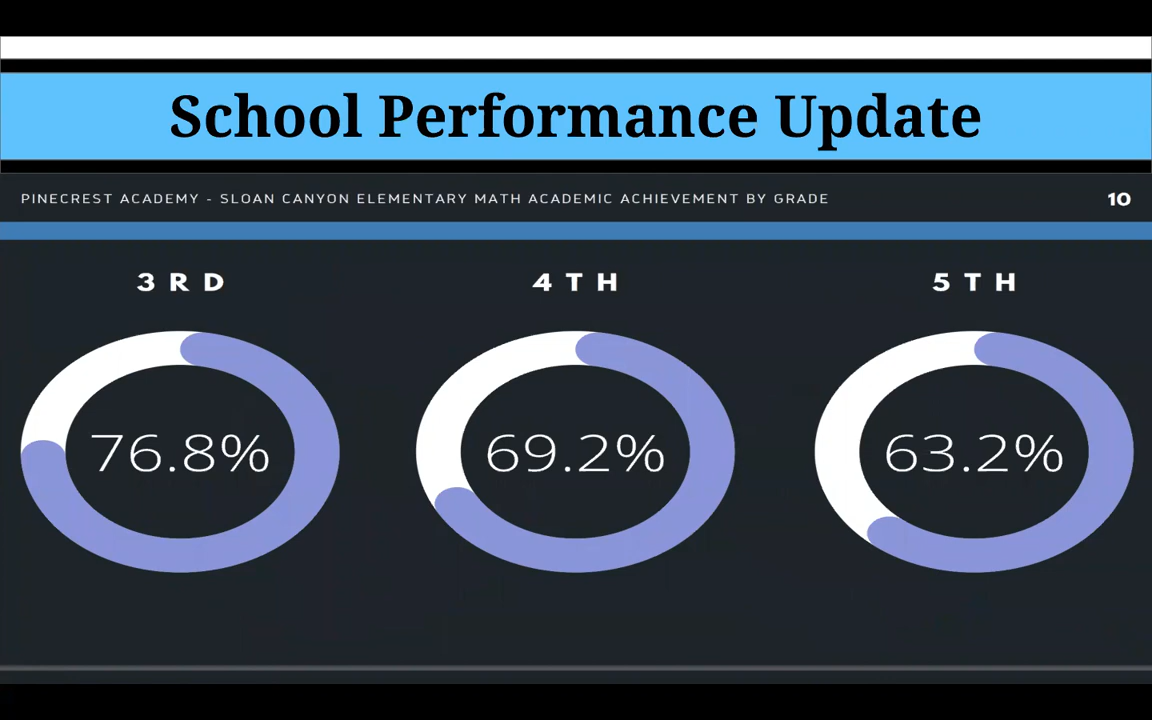 School Performance Update
PINECREST ACADEMY - SLOAN CANYON ELEMENTARY MATH ACADEMIC ACHIEVEMENT BY GRADE 10
3RD 4TH 5TH
76.8% 69.2% 63.2%